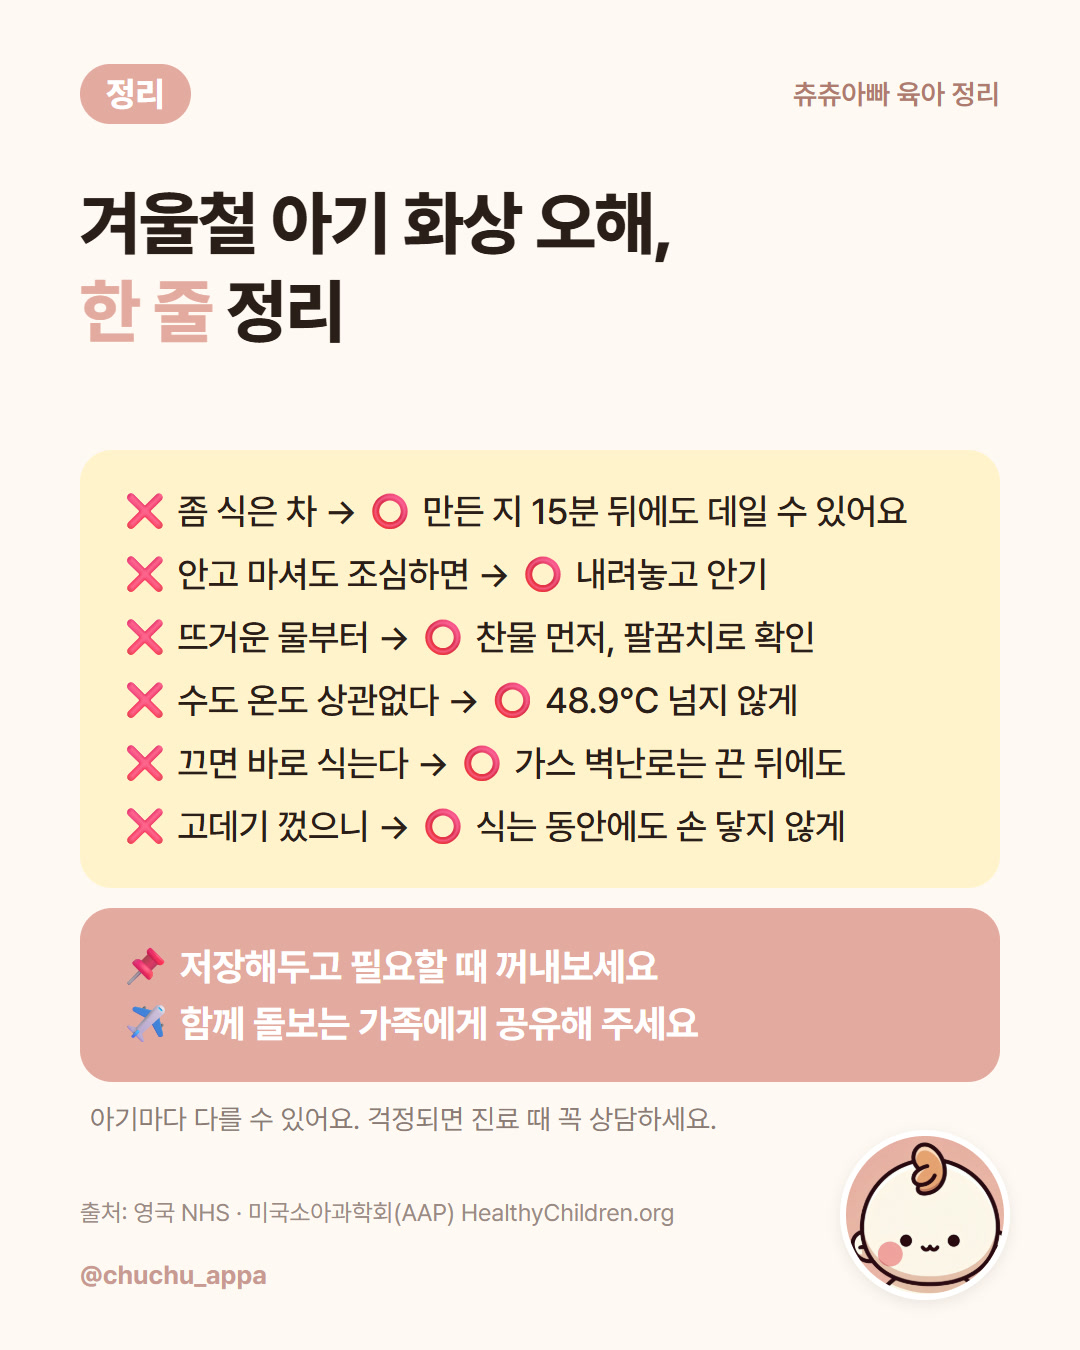 정리
츄츄아빠 육아 정리
겨울철 아기 화상 오해,
한 줄 정리
❌ 좀 식은 차 → ⭕ 만든 지 15분 뒤에도 데일 수 있어요
❌ 안고 마셔도 조심하면 → ⭕ 내려놓고 안기
❌ 뜨거운 물부터 → ⭕ 찬물 먼저, 팔꿈치로 확인
❌ 수도 온도 상관없다 → ⭕ 48.9°C 넘지 않게
❌ 끄면 바로 식는다 → ⭕ 가스 벽난로는 끈 뒤에도
❌ 고데기 껐으니 → ⭕ 식는 동안에도 손 닿지 않게
📌 저장해두고 필요할 때 꺼내보세요
✈️ 함께 돌보는 가족에게 공유해 주세요
아기마다 다를 수 있어요. 걱정되면 진료 때 꼭 상담하세요.
출처: 영국 NHS · 미국소아과학회(AAP) HealthyChildren.org
@chuchu_appa